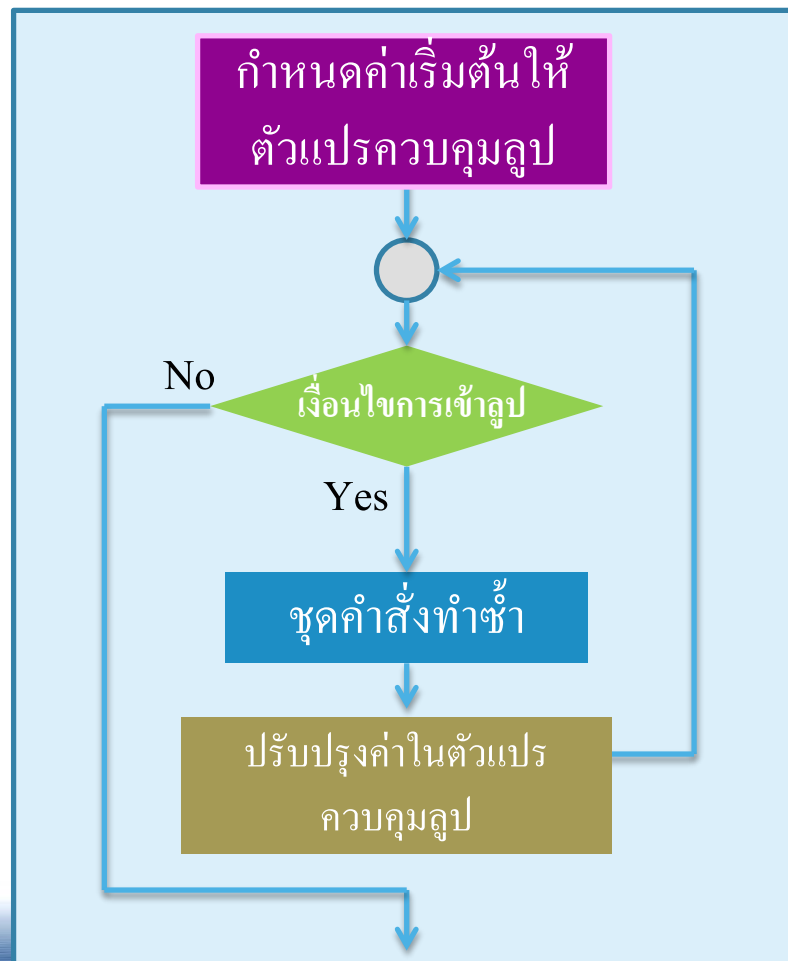 กำหนดค่าเริ่มต้นให้
ตัวแปรควบคุมลูป
No
เงื่อนไขการเข้าลูป
Yes
ชุดคำสั่งทำซ้ำ
ปรับปรุงค่าในตัวแปร
ควบคุมลูป